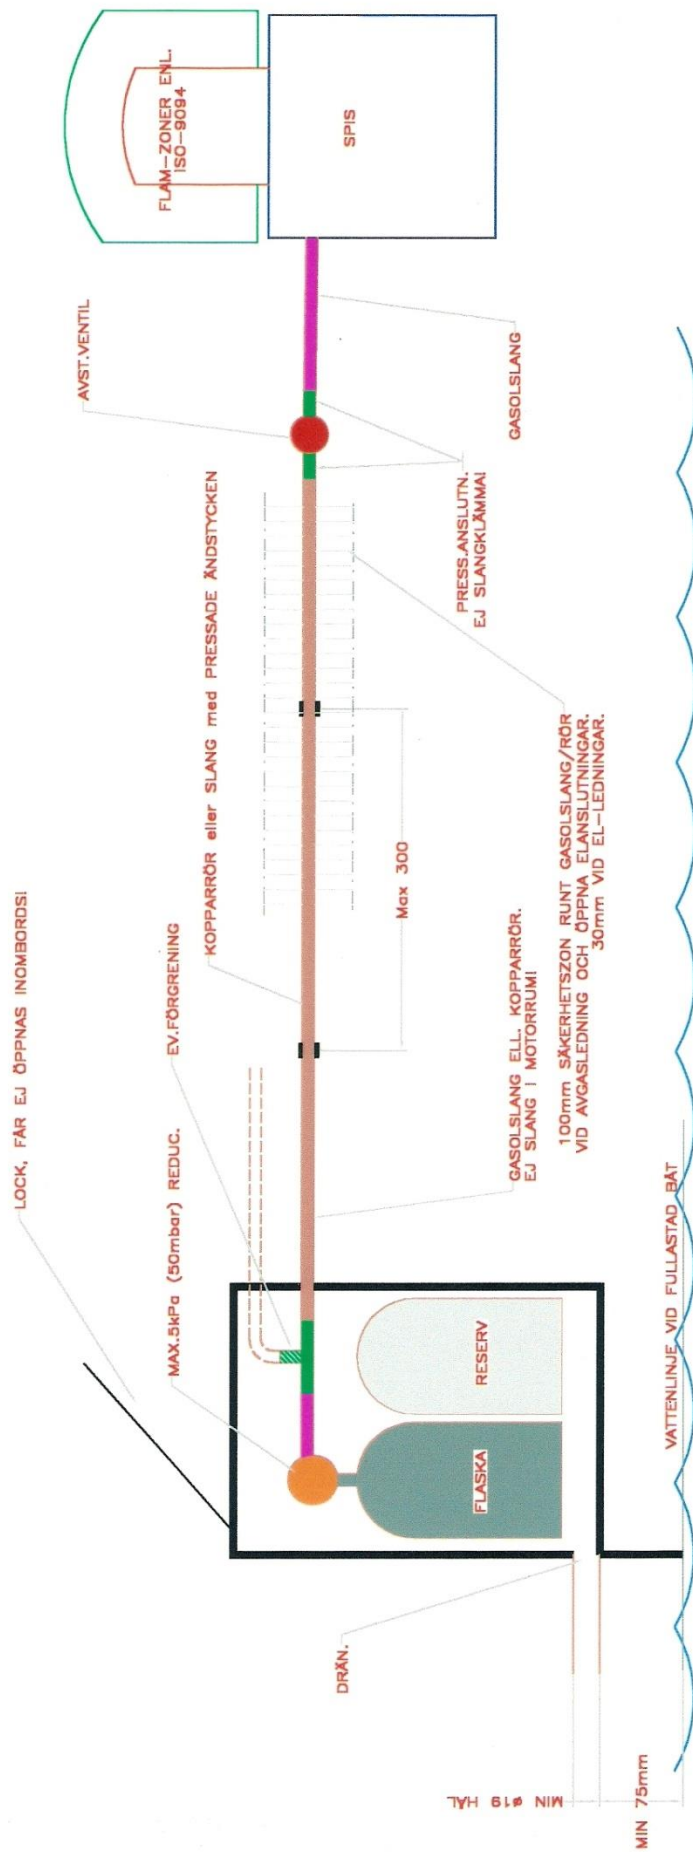 LOCK, FÅR EJ ÖPPNAS INOMBORDS!
MAX.5kPa (50mbar) REDUC.
EV.FÖRGRENING
KOPPARRÖR eller SLANG med PRESSADE ÄNDSTYCKEN
AVST.VENTIL
FLAM-ZONER ENL.
ISO-9094
SPIS
DRÄN.
FLASKA
RESERV
Max 300
GASOLSLANG
PRESS.ANSLUTN.
EJ SLANGKLÄMMA!
GASOLSLANG ELL. KOPPARRÖR.
EJ SLANG I MOTORRUM!
100mm SÄKERHETSZON RUNT GASOLSLANG/RÖR
VID AVGASLEDNING OCH ÖPPNA ELANSLUTNINGAR.
30mm VID EL-LEDNINGAR.
MIN ø19 HÅL
MIN 75mm
VATTENLINJE VID FULLASTAD BÅT